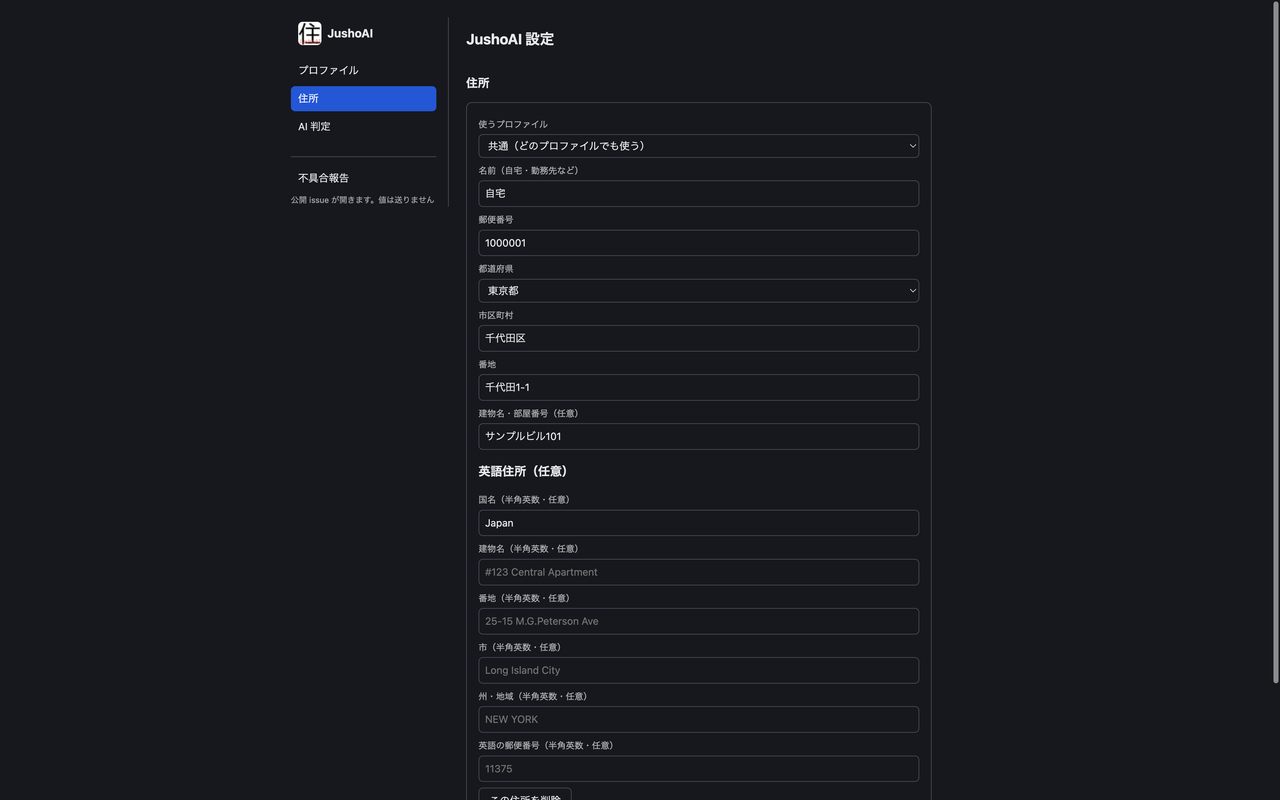 住
JushoAI
プロファイル
住所
AI 判定
不具合報告
公開 issue が開きます。値は送りません
JushoAI 設定
住所
使うプロファイル
共通（どのプロファイルでも使う）
名前（自宅・勤務先など）
自宅
郵便番号
1000001
都道府県
東京都
市区町村
千代田区
番地
千代田1-1
建物名・部屋番号（任意）
サンプルビル101
英語住所（任意）
国名（半角英数・任意）
Japan
建物名（半角英数・任意）
#123 Central Apartment
番地（半角英数・任意）
25-15 M.G.Peterson Ave
市（半角英数・任意）
Long Island City
州・地域（半角英数・任意）
NEW YORK
英語の郵便番号（半角英数・任意）
11375
この住所を削除